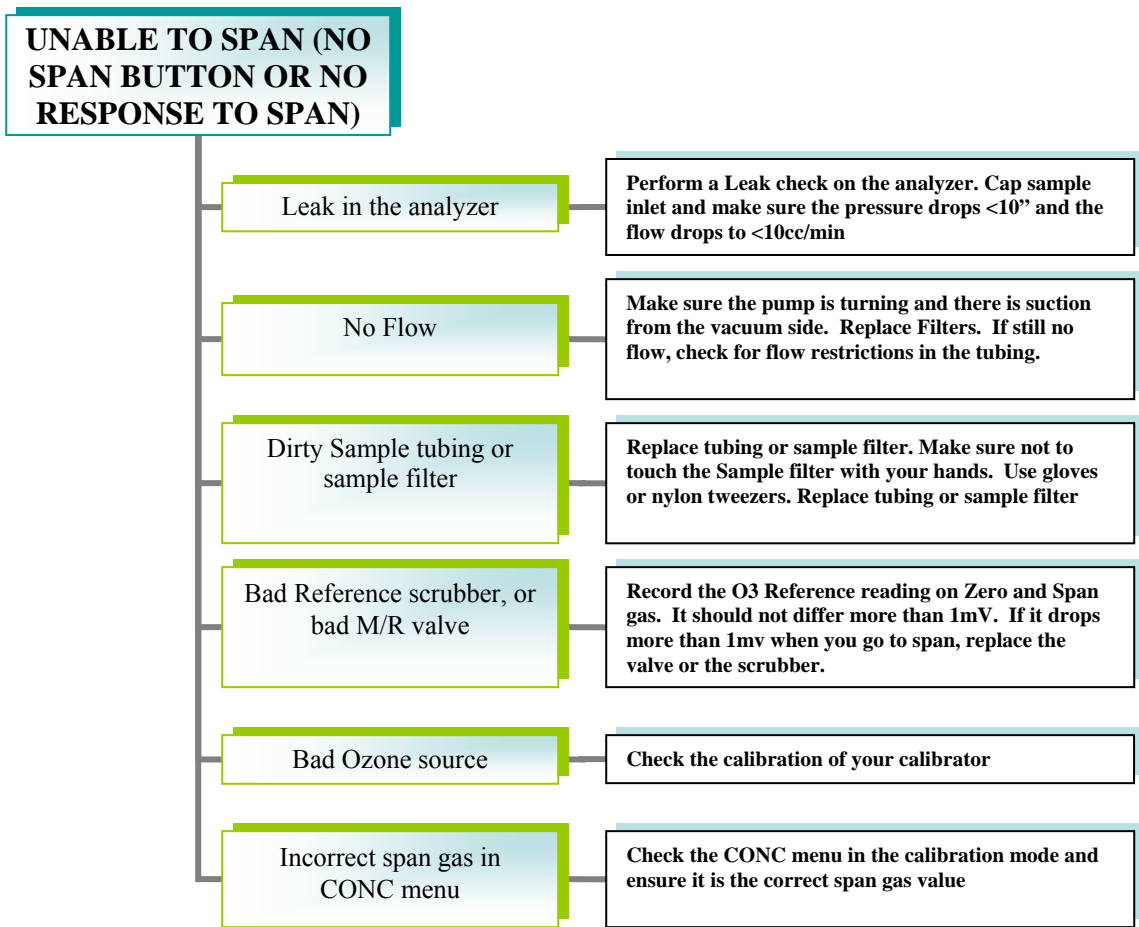 UNABLE TO SPAN (NO
SPAN BUTTON OR NO
RESPONSE TO SPAN)
Leak in the analyzer
Perform a Leak check on the analyzer. Cap sample
inlet and make sure the pressure drops <10” and the
flow drops to <10cc/min
No Flow
Make sure the pump is turning and there is suction
from the vacuum side.  Replace Filters.  If still no
flow, check for flow restrictions in the tubing.
Dirty Sample tubing or
sample filter
Replace tubing or sample filter. Make sure not to
touch the Sample filter with your hands.  Use gloves
or nylon tweezers. Replace tubing or sample filter
Bad Reference scrubber, or
bad M/R valve
Record the O3 Reference reading on Zero and Span
gas.  It should not differ more than 1mV.  If it drops
more than 1mv when you go to span, replace the
valve or the scrubber.
Bad Ozone source
Check the calibration of your calibrator
Incorrect span gas in
CONC menu
Check the CONC menu in the calibration mode and
ensure it is the correct span gas value